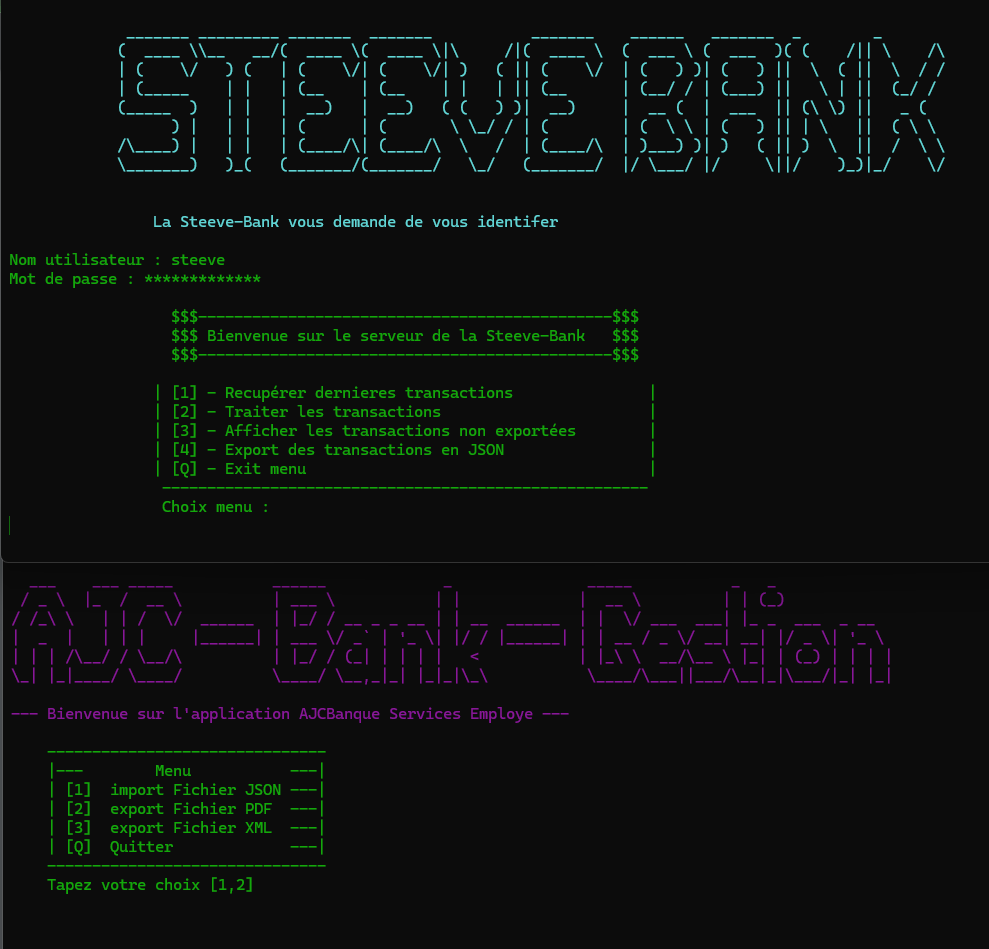 STEEVE BANK
La Steeve-Bank vous demande de vous identifer
Nom utilisateur : steeve
Mot de passe : *************
$$$----------------------------------------------$$$
$$$ Bienvenue sur le serveur de la Steeve-Bank   $$$
$$$----------------------------------------------$$$
| [1] - Recupérer dernieres transactions |
| [2] - Traiter les transactions |
| [3] - Afficher les transactions non exportées |
| [4] - Export des transactions en JSON |
| [Q] - Exit menu |
------------------------------------------------------
Choix menu :
AJC - Bank - Gestion
--- Bienvenue sur l'application AJCBanque Services Employe ---
-------------------------------
|---        Menu           ---|
| [1]  import Fichier JSON ---|
| [2]  export Fichier PDF  ---|
| [3]  export Fichier XML  ---|
| [Q]  Quitter             ---|
-------------------------------
Tapez votre choix [1,2]